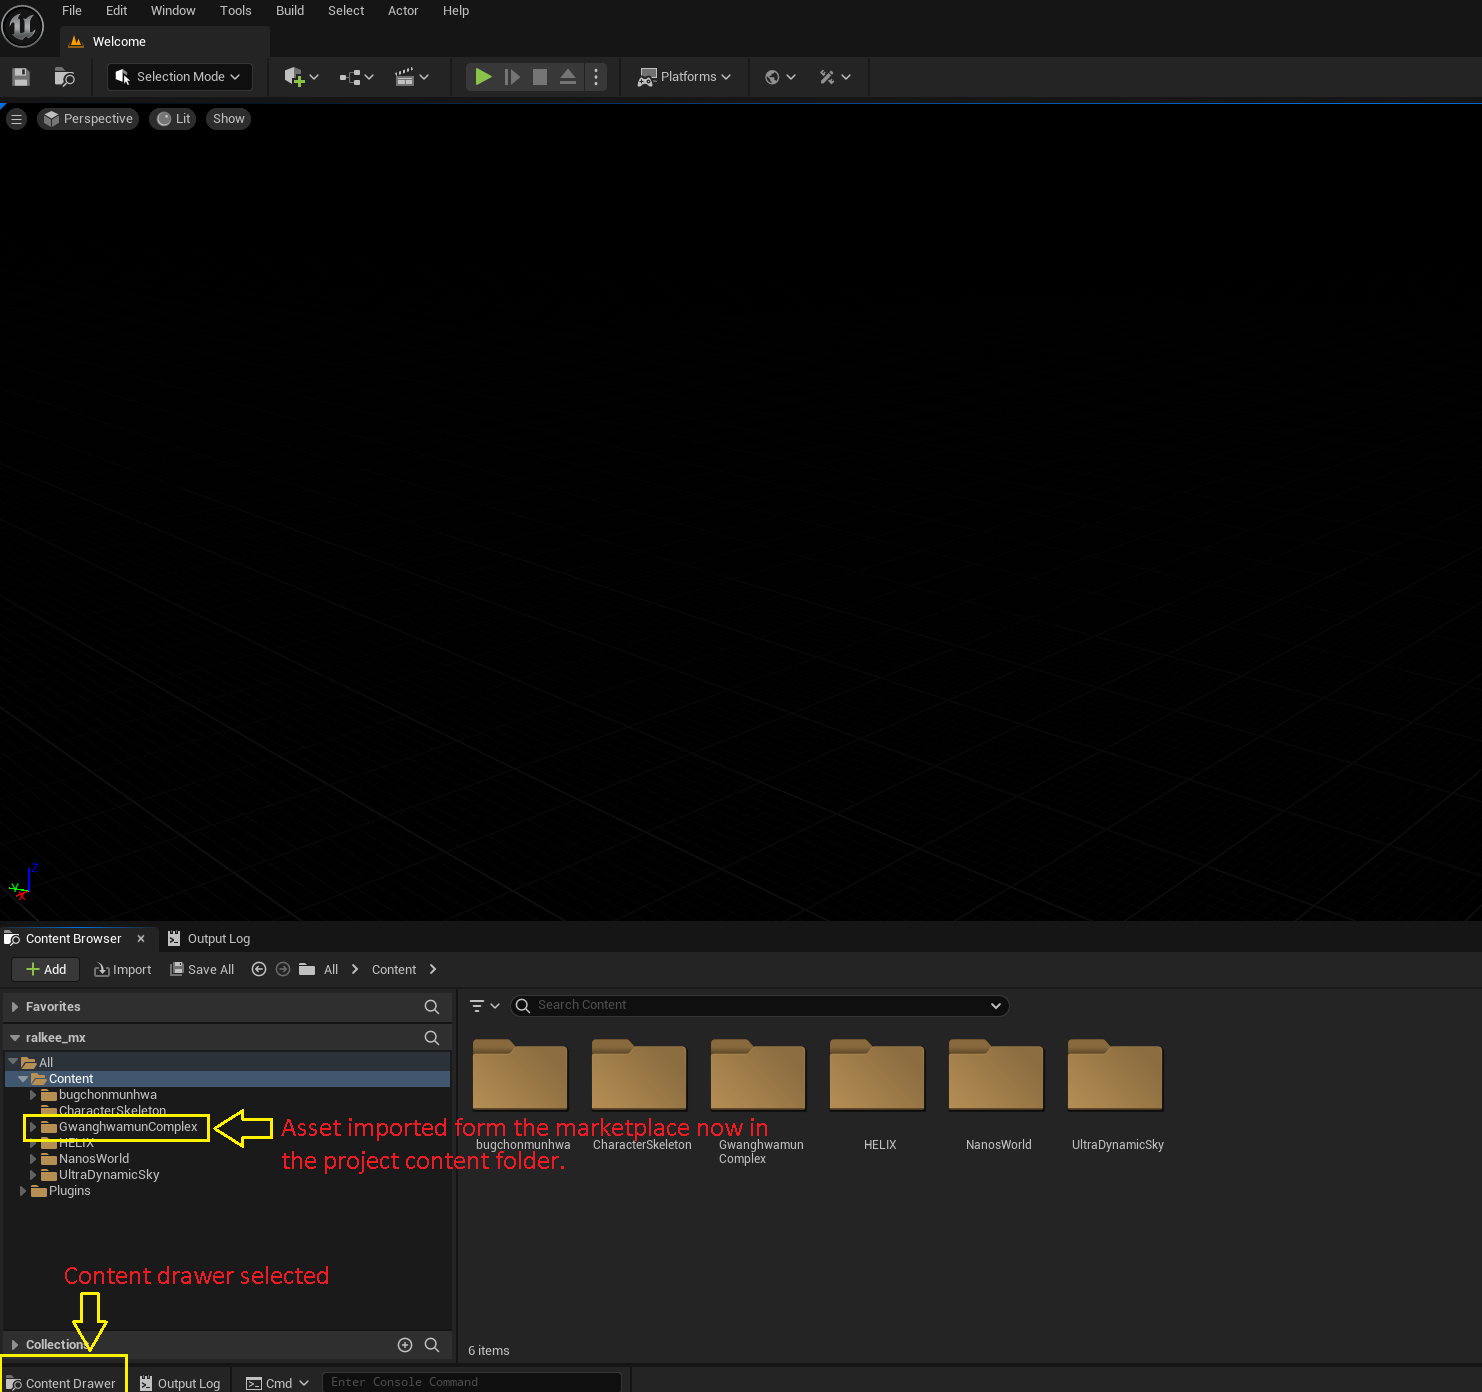 File Edit Window Tools Build Select Actor Help
Welcome
Selection Mode Platforms
Perspective Lit Show
Z
Y
X
Content Browser Output Log
Add Import Save All All Content
Favorites
Search Content
ralkee_mx
All
Content
bugchonmunhwa
CharacterSkeleton
GwanghwamunComplex
HELIX
NanosWorld
UltraDynamicSky
Plugins
Asset imported form the marketplace now in
the project content folder.
bugchonmunhwa CharacterSkeleton Gwanghwamun HELIX NanosWorld UltraDynamicSky
Complex
Content drawer selected
Collections
6 items
Content Drawer Output Log Cmd Enter Console Command